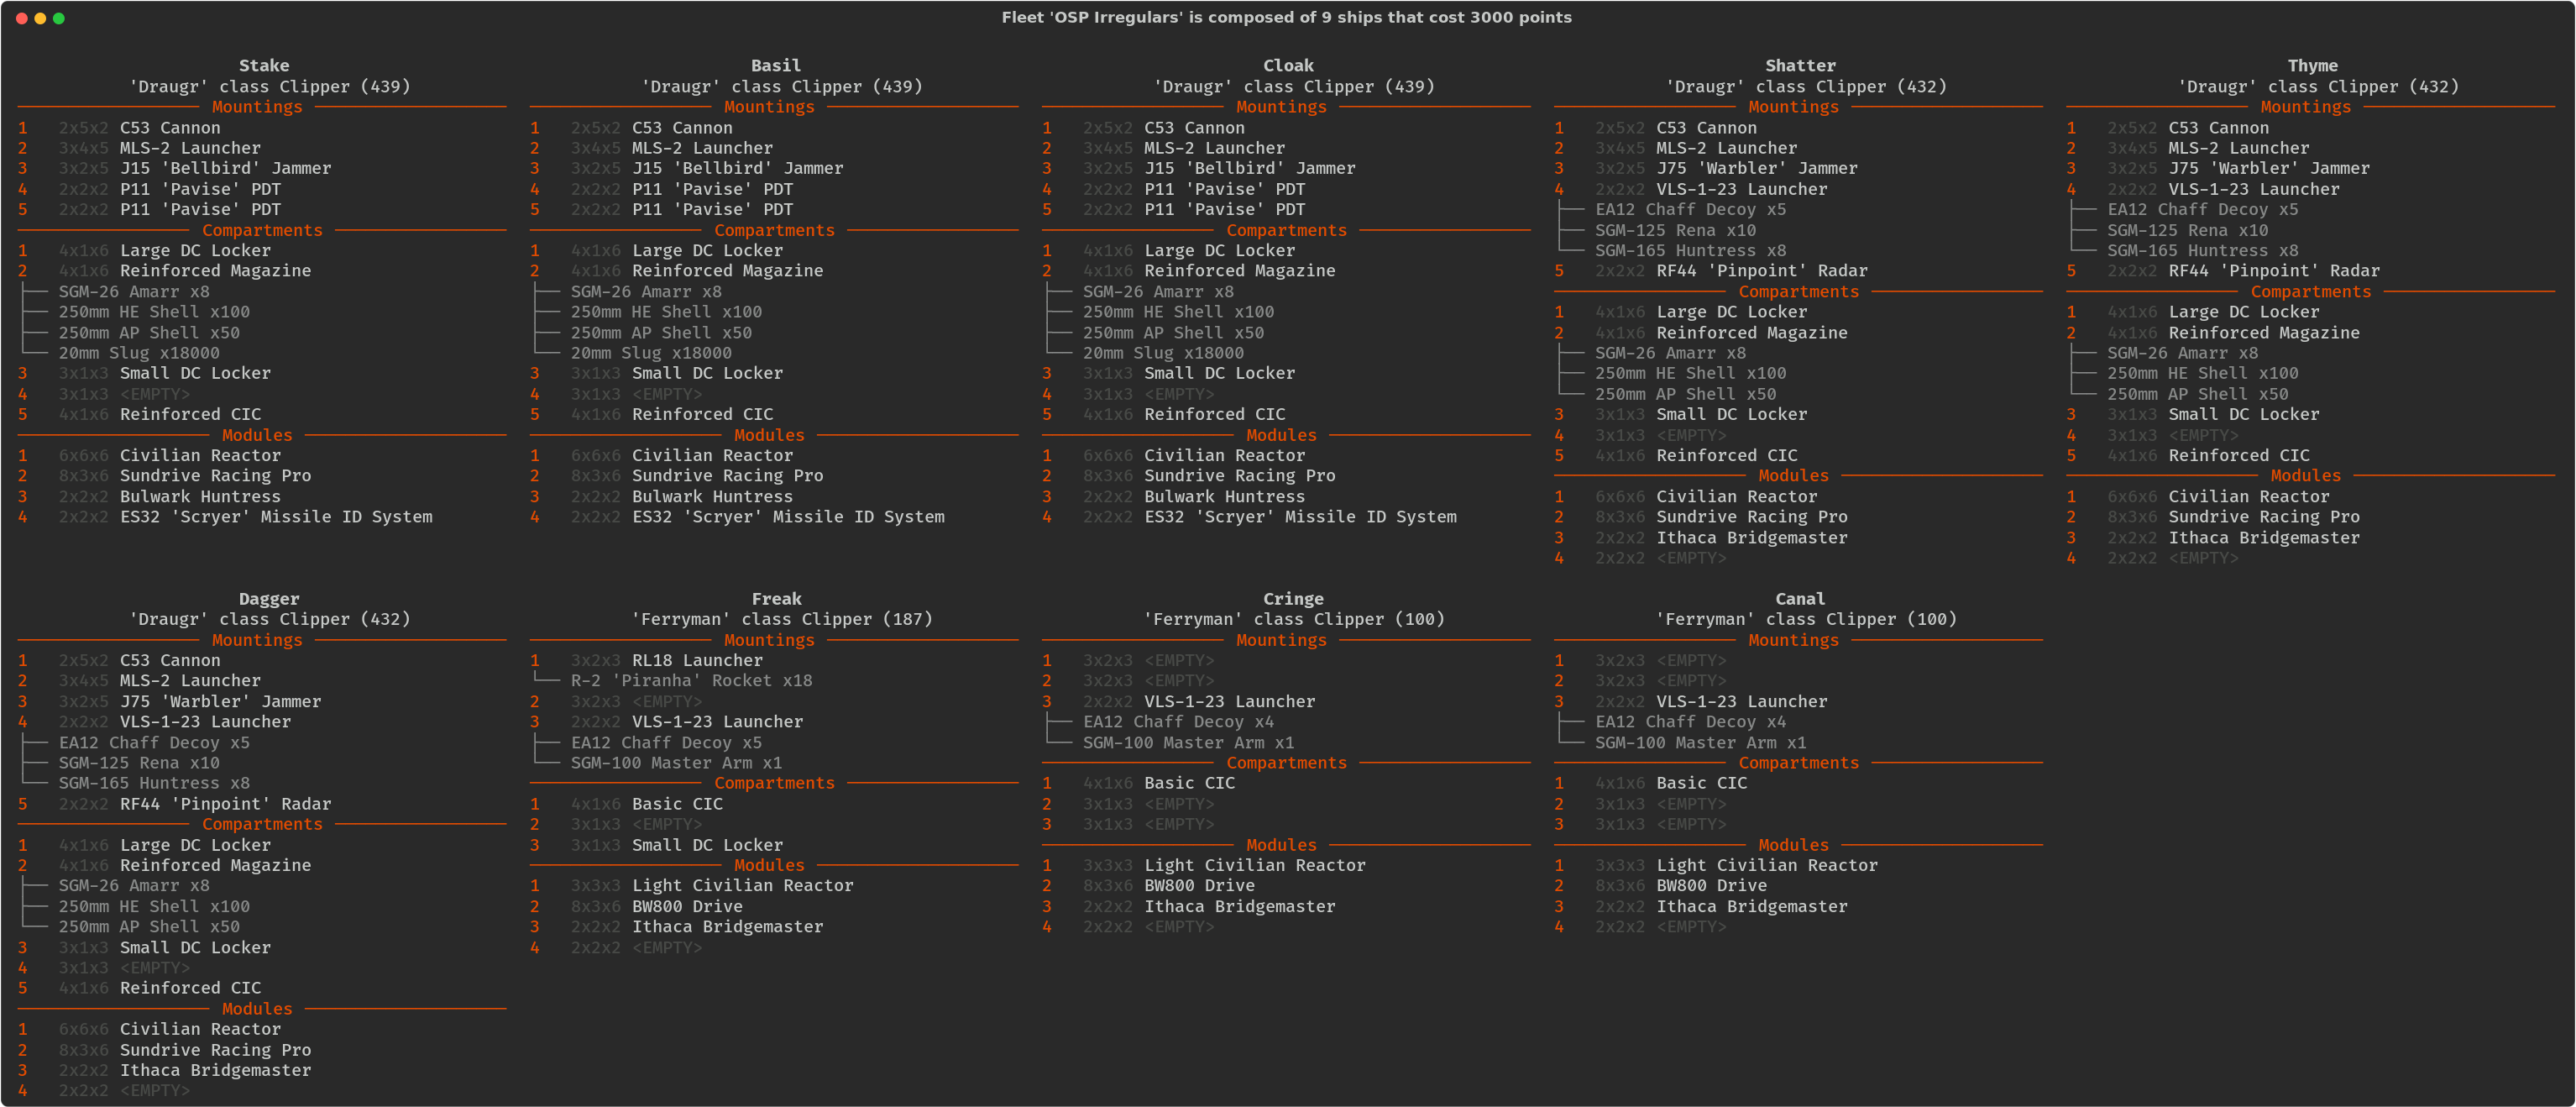 Fleet 'OSP Irregulars' is composed of 9 ships that cost 3000 points
Stake
'Draugr' class Clipper (439)
Mountings
1 2x5x2 C53 Cannon
2 3x4x5 MLS-2 Launcher
3 3x2x5 J15 'Bellbird' Jammer
4 2x2x2 P11 'Pavise' PDT
5 2x2x2 P11 'Pavise' PDT
Compartments
1 4x1x6 Large DC Locker
2 4x1x6 Reinforced Magazine
SGM-26 Amarr x8
250mm HE Shell x100
250mm AP Shell x50
20mm Slug x18000
3 3x1x3 Small DC Locker
4 3x1x3 <EMPTY>
5 4x1x6 Reinforced CIC
Modules
1 6x6x6 Civilian Reactor
2 8x3x6 Sundrive Racing Pro
3 2x2x2 Bulwark Huntress
4 2x2x2 ES32 'Scryer' Missile ID System
Basil
'Draugr' class Clipper (439)
Mountings
1 2x5x2 C53 Cannon
2 3x4x5 MLS-2 Launcher
3 3x2x5 J15 'Bellbird' Jammer
4 2x2x2 P11 'Pavise' PDT
5 2x2x2 P11 'Pavise' PDT
Compartments
1 4x1x6 Large DC Locker
2 4x1x6 Reinforced Magazine
SGM-26 Amarr x8
250mm HE Shell x100
250mm AP Shell x50
20mm Slug x18000
3 3x1x3 Small DC Locker
4 3x1x3 <EMPTY>
5 4x1x6 Reinforced CIC
Modules
1 6x6x6 Civilian Reactor
2 8x3x6 Sundrive Racing Pro
3 2x2x2 Bulwark Huntress
4 2x2x2 ES32 'Scryer' Missile ID System
Cloak
'Draugr' class Clipper (439)
Mountings
1 2x5x2 C53 Cannon
2 3x4x5 MLS-2 Launcher
3 3x2x5 J15 'Bellbird' Jammer
4 2x2x2 P11 'Pavise' PDT
5 2x2x2 P11 'Pavise' PDT
Compartments
1 4x1x6 Large DC Locker
2 4x1x6 Reinforced Magazine
SGM-26 Amarr x8
250mm HE Shell x100
250mm AP Shell x50
20mm Slug x18000
3 3x1x3 Small DC Locker
4 3x1x3 <EMPTY>
5 4x1x6 Reinforced CIC
Modules
1 6x6x6 Civilian Reactor
2 8x3x6 Sundrive Racing Pro
3 2x2x2 Bulwark Huntress
4 2x2x2 ES32 'Scryer' Missile ID System
Shatter
'Draugr' class Clipper (432)
Mountings
1 2x5x2 C53 Cannon
2 3x4x5 MLS-2 Launcher
3 3x2x5 J75 'Warbler' Jammer
4 2x2x2 VLS-1-23 Launcher
EA12 Chaff Decoy x5
SGM-125 Rena x10
SGM-165 Huntress x8
5 2x2x2 RF44 'Pinpoint' Radar
Compartments
1 4x1x6 Large DC Locker
2 4x1x6 Reinforced Magazine
SGM-26 Amarr x8
250mm HE Shell x100
250mm AP Shell x50
3 3x1x3 Small DC Locker
4 3x1x3 <EMPTY>
5 4x1x6 Reinforced CIC
Modules
1 6x6x6 Civilian Reactor
2 8x3x6 Sundrive Racing Pro
3 2x2x2 Ithaca Bridgemaster
4 2x2x2 <EMPTY>
Thyme
'Draugr' class Clipper (432)
Mountings
1 2x5x2 C53 Cannon
2 3x4x5 MLS-2 Launcher
3 3x2x5 J75 'Warbler' Jammer
4 2x2x2 VLS-1-23 Launcher
EA12 Chaff Decoy x5
SGM-125 Rena x10
SGM-165 Huntress x8
5 2x2x2 RF44 'Pinpoint' Radar
Compartments
1 4x1x6 Large DC Locker
2 4x1x6 Reinforced Magazine
SGM-26 Amarr x8
250mm HE Shell x100
250mm AP Shell x50
3 3x1x3 Small DC Locker
4 3x1x3 <EMPTY>
5 4x1x6 Reinforced CIC
Modules
1 6x6x6 Civilian Reactor
2 8x3x6 Sundrive Racing Pro
3 2x2x2 Ithaca Bridgemaster
4 2x2x2 <EMPTY>
Dagger
'Draugr' class Clipper (432)
Mountings
1 2x5x2 C53 Cannon
2 3x4x5 MLS-2 Launcher
3 3x2x5 J75 'Warbler' Jammer
4 2x2x2 VLS-1-23 Launcher
EA12 Chaff Decoy x5
SGM-125 Rena x10
SGM-165 Huntress x8
5 2x2x2 RF44 'Pinpoint' Radar
Compartments
1 4x1x6 Large DC Locker
2 4x1x6 Reinforced Magazine
SGM-26 Amarr x8
250mm HE Shell x100
250mm AP Shell x50
3 3x1x3 Small DC Locker
4 3x1x3 <EMPTY>
5 4x1x6 Reinforced CIC
Modules
1 6x6x6 Civilian Reactor
2 8x3x6 Sundrive Racing Pro
3 2x2x2 Ithaca Bridgemaster
4 2x2x2 <EMPTY>
Freak
'Ferryman' class Clipper (187)
Mountings
1 3x2x3 RL18 Launcher
R-2 'Piranha' Rocket x18
2 3x2x3 <EMPTY>
3 2x2x2 VLS-1-23 Launcher
EA12 Chaff Decoy x5
SGM-100 Master Arm x1
Compartments
1 4x1x6 Basic CIC
2 3x1x3 <EMPTY>
3 3x1x3 Small DC Locker
Modules
1 3x3x3 Light Civilian Reactor
2 8x3x6 BW800 Drive
3 2x2x2 Ithaca Bridgemaster
4 2x2x2 <EMPTY>
Cringe
'Ferryman' class Clipper (100)
Mountings
1 3x2x3 <EMPTY>
2 3x2x3 <EMPTY>
3 2x2x2 VLS-1-23 Launcher
EA12 Chaff Decoy x4
SGM-100 Master Arm x1
Compartments
1 4x1x6 Basic CIC
2 3x1x3 <EMPTY>
3 3x1x3 <EMPTY>
Modules
1 3x3x3 Light Civilian Reactor
2 8x3x6 BW800 Drive
3 2x2x2 Ithaca Bridgemaster
4 2x2x2 <EMPTY>
Canal
'Ferryman' class Clipper (100)
Mountings
1 3x2x3 <EMPTY>
2 3x2x3 <EMPTY>
3 2x2x2 VLS-1-23 Launcher
EA12 Chaff Decoy x4
SGM-100 Master Arm x1
Compartments
1 4x1x6 Basic CIC
2 3x1x3 <EMPTY>
3 3x1x3 <EMPTY>
Modules
1 3x3x3 Light Civilian Reactor
2 8x3x6 BW800 Drive
3 2x2x2 Ithaca Bridgemaster
4 2x2x2 <EMPTY>